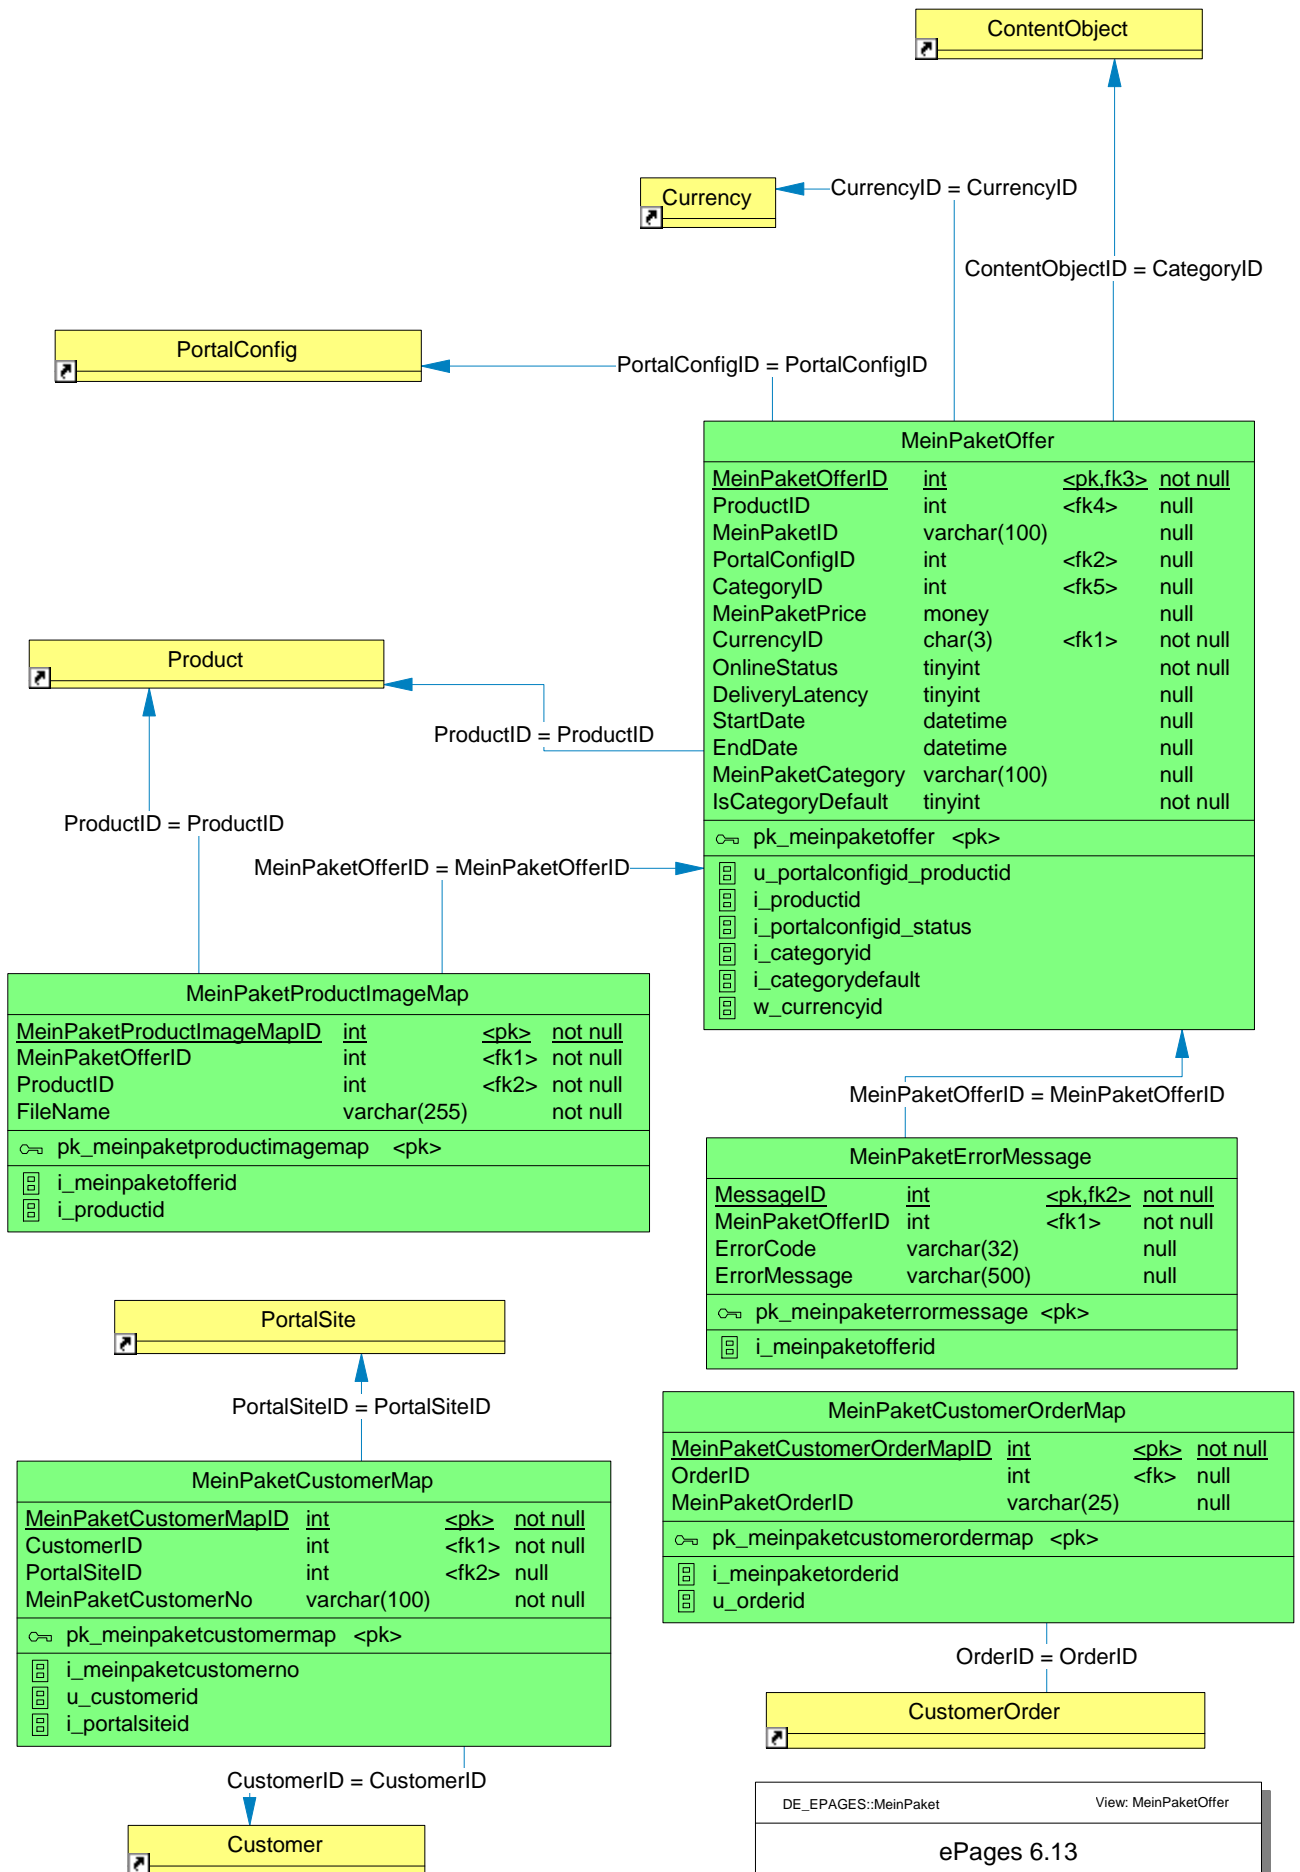 ContentObject
Currency
CurrencyID = CurrencyID
ContentObjectID = CategoryID
PortalConfig
PortalConfigID = PortalConfigID
MeinPaketOffer
MeinPaketOfferID int <pk,fk3> not null
ProductID int <fk4> null
MeinPaketID varchar(100) null
PortalConfigID int <fk2> null
CategoryID int <fk5> null
MeinPaketPrice money null
CurrencyID char(3) <fk1> not null
OnlineStatus tinyint not null
DeliveryLatency tinyint null
StartDate datetime null
EndDate datetime null
MeinPaketCategory varchar(100) null
IsCategoryDefault tinyint not null
pk_meinpaketoffer <pk>
u_portalconfigid_productid
i_productid
i_portalconfigid_status
i_categoryid
i_categorydefault
w_currencyid
Product
ProductID = ProductID
ProductID = ProductID
MeinPaketOfferID = MeinPaketOfferID
MeinPaketProductImageMap
MeinPaketProductImageMapID int <pk> not null
MeinPaketOfferID int <fk1> not null
ProductID int <fk2> not null
FileName varchar(255) not null
pk_meinpaketproductimagemap <pk>
i_meinpaketofferid
i_productid
MeinPaketOfferID = MeinPaketOfferID
MeinPaketErrorMessage
MessageID int <pk,fk2> not null
MeinPaketOfferID int <fk1> not null
ErrorCode varchar(32) null
ErrorMessage varchar(500) null
pk_meinpaketerrormessage <pk>
i_meinpaketofferid
PortalSite
PortalSiteID = PortalSiteID
MeinPaketCustomerMap
MeinPaketCustomerMapID int <pk> not null
CustomerID int <fk1> not null
PortalSiteID int <fk2> null
MeinPaketCustomerNo varchar(100) not null
pk_meinpaketcustomermap <pk>
i_meinpaketcustomerno
u_customerid
i_portalsiteid
CustomerID = CustomerID
Customer
MeinPaketCustomerOrderMap
MeinPaketCustomerOrderMapID int <pk> not null
OrderID int <fk> null
MeinPaketOrderID varchar(25) null
pk_meinpaketcustomerordermap <pk>
i_meinpaketorderid
u_orderid
OrderID = OrderID
CustomerOrder
DE_EPAGES::MeinPaket View: MeinPaketOffer
ePages 6.13